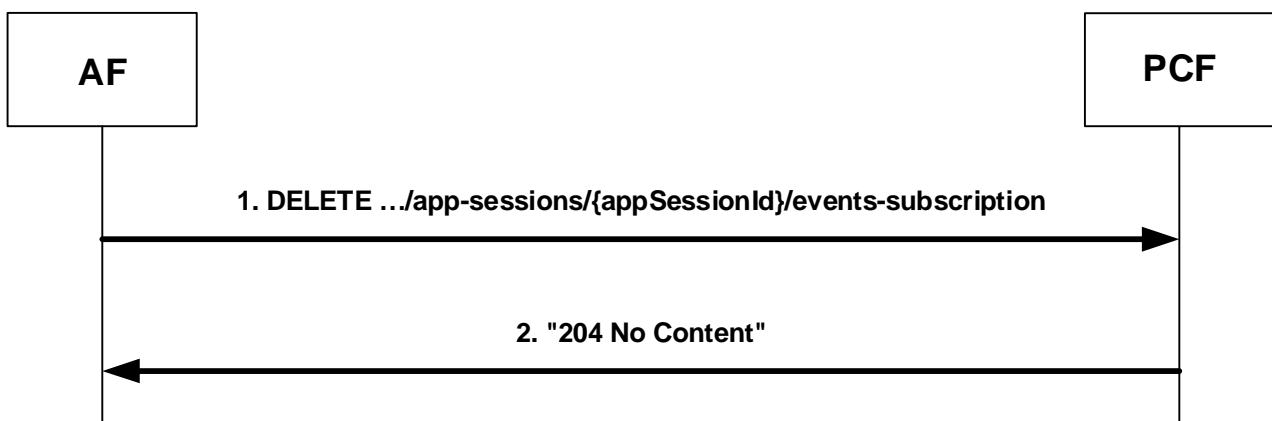 AF
PCF
1. DELETE …/app-sessions/{appSessionId}/events-subscription
2. "204 No Content"